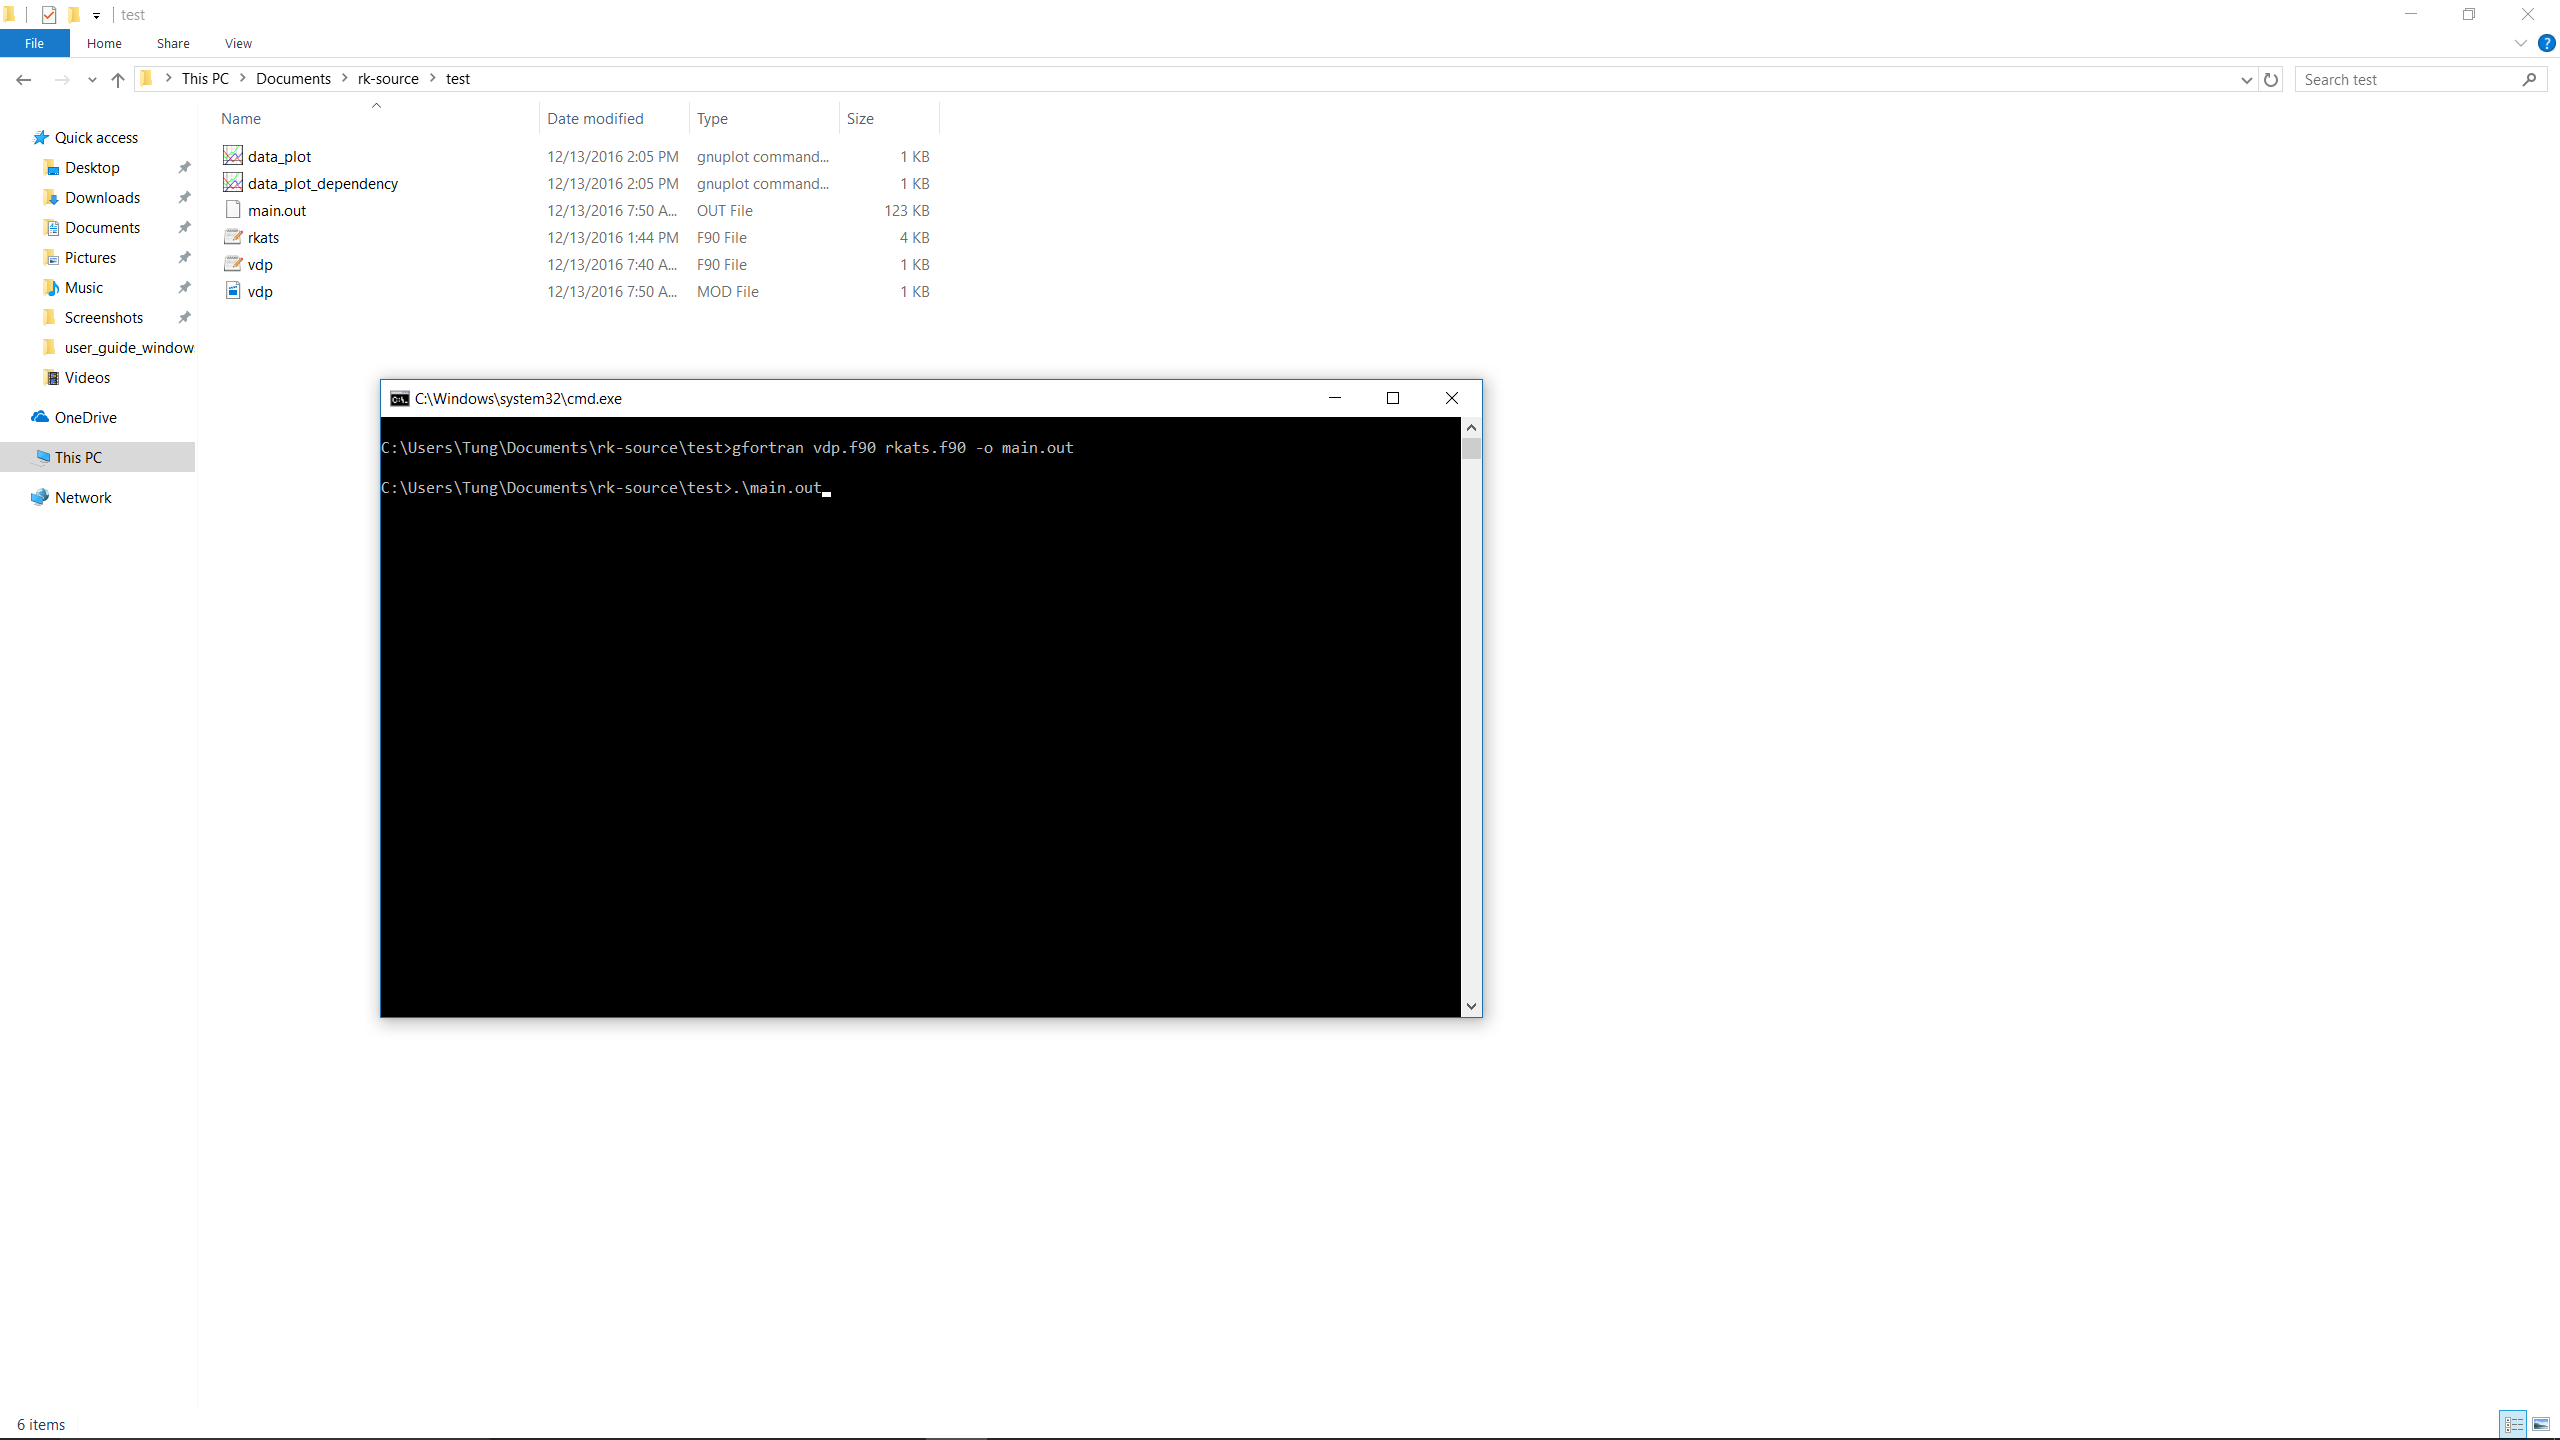 test
File Home Share View
This PC Documents rk-source test
Search test
Name Date modified Type Size
Quick access
Desktop
Downloads
Documents
Pictures
Music
Screenshots
user_guide_window
Videos
OneDrive
This PC
Network
data_plot 12/13/2016 2:05 PM gnuplot command... 1 KB
data_plot_dependency 12/13/2016 2:05 PM gnuplot command... 1 KB
main.out 12/13/2016 7:50 A... OUT File 123 KB
rkats 12/13/2016 1:44 PM F90 File 4 KB
vdp 12/13/2016 7:40 A... F90 File 1 KB
vdp 12/13/2016 7:50 A... MOD File 1 KB
C:\Windows\system32\cmd.exe
C:\Users\Tung\Documents\rk-source\test>gfortran vdp.f90 rkats.f90 -o main.out
C:\Users\Tung\Documents\rk-source\test>.\main.out
6 items